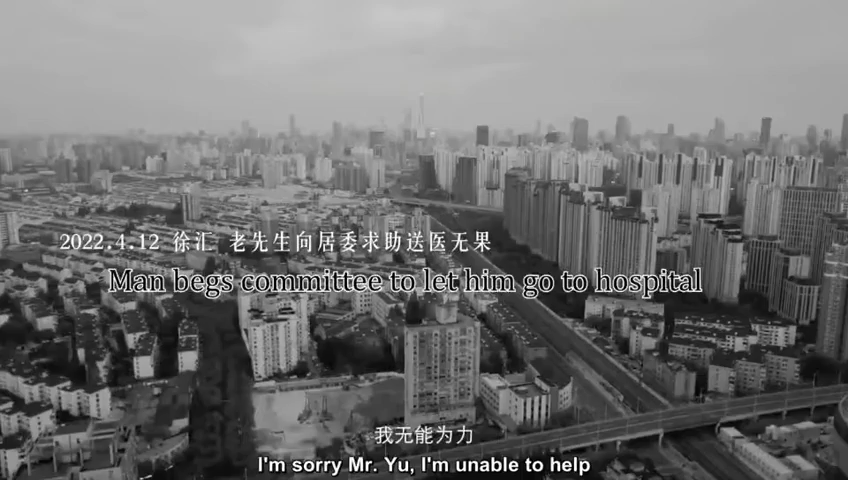 2022.4.12 徐汇 老先生向居委求助送医无果
Man begs committee to let him go to hospital
我无能为力
I'm sorry Mr. Yu, I'm unable to help